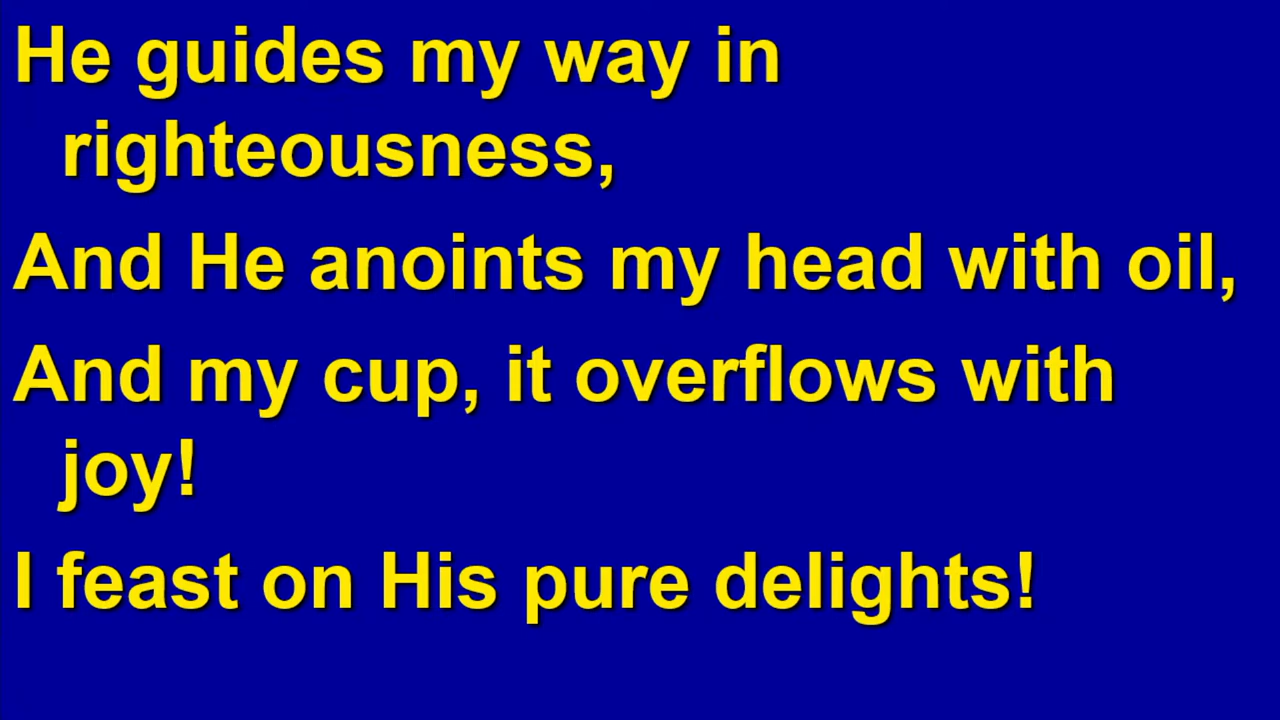 He guides my way in
righteousness,
And He anoints my head with oil,
And my cup, it overflows with
joy!
I feast on His pure delights!